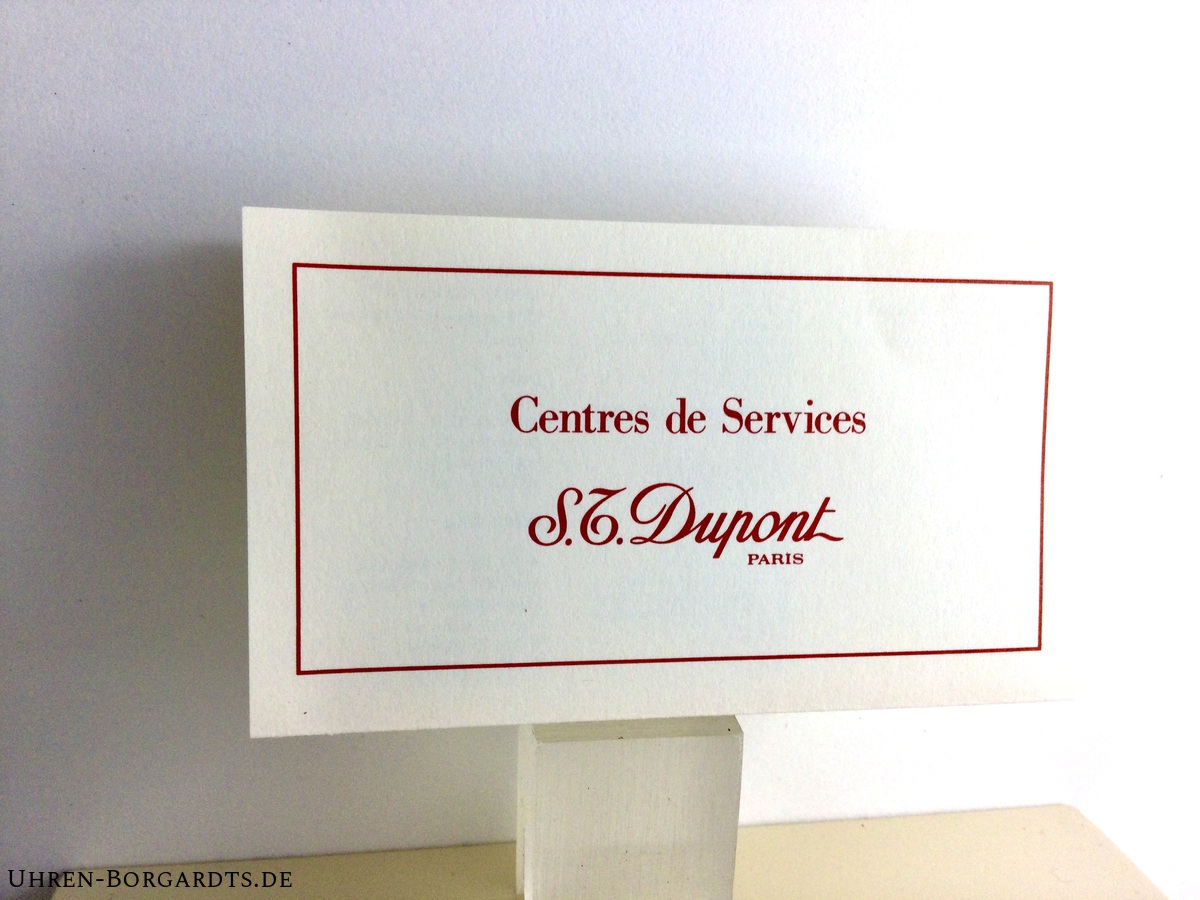 Centres de Services
S.T. Dupont
PARIS
UHREN-BORGARDTS.DE